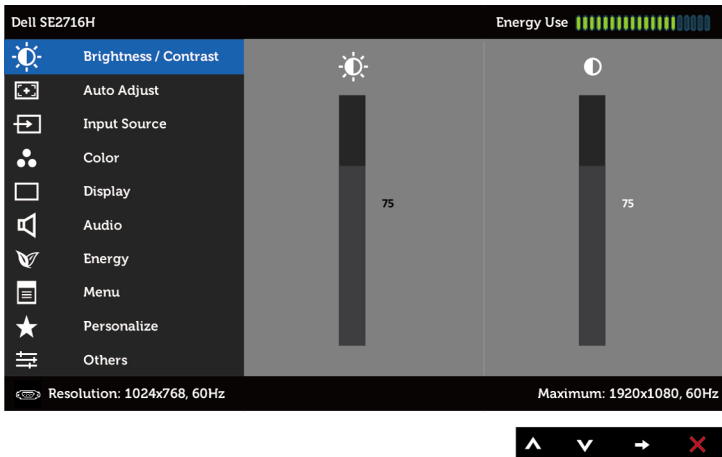 Dell SE2716H
Energy Use
Brightness / Contrast
Auto Adjust
Input Source
Color
Display
Audio
Energy
Menu
Personalize
Others
75
75
Resolution: 1024x768, 60Hz
Maximum: 1920x1080, 60Hz